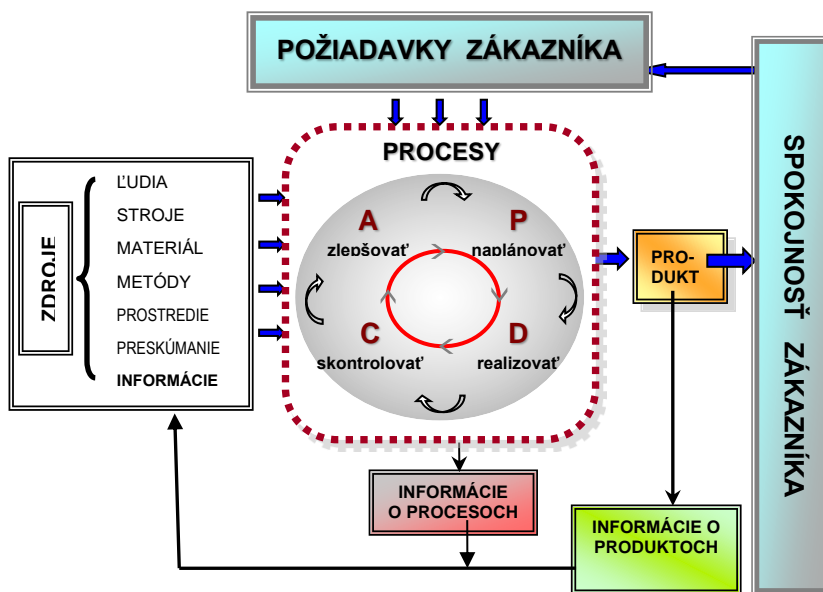 POŽIADAVKY ZÁKAZNÍKA
PROCESY
ZDROJE
ĽUDIA
STROJE
MATERIÁL
METÓDY
PROSTREDIE
PRESKÚMANIE
INFORMÁCIE
A
zlepšovať
P
naplánovať
C
skontrolovať
D
realizovať
PRO-
DUKT
SPOKOJNOSŤ ZÁKAZNÍKA
INFORMÁCIE
O PROCESOCH
INFORMÁCIE O
PRODUKTOCH